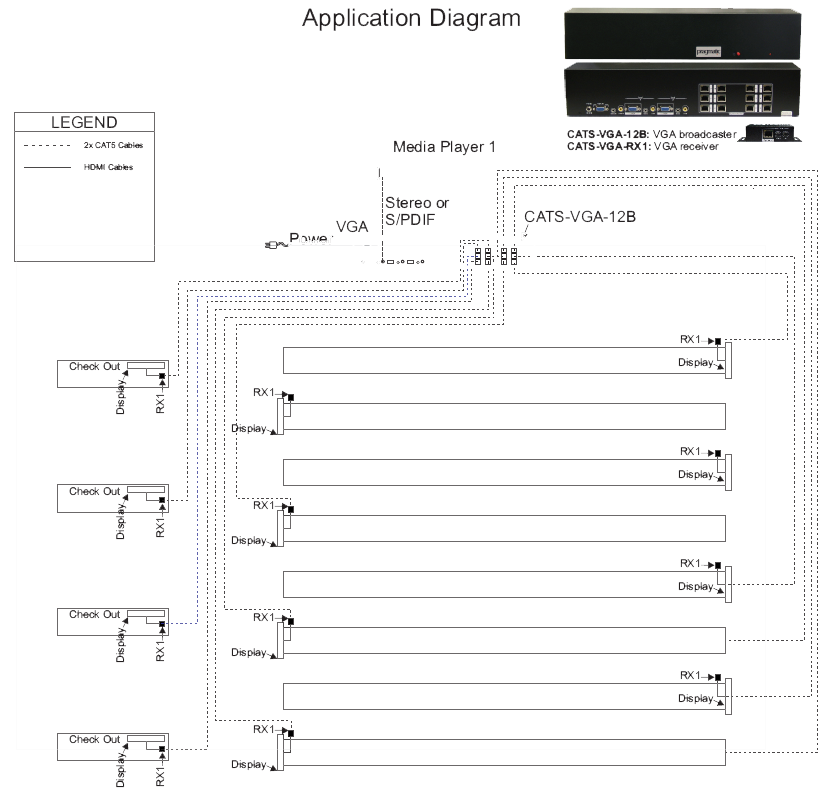 Application Diagram
pragmatic
CATS-VGA-12B: VGA broadcaster
CATS-VGA-RX1: VGA receiver
LEGEND
2x CAT5 Cables
HDMI Cables
Media Player 1
Stereo or
S/PDIF
VGA
Power
CATS-VGA-12B
RX1
Display
Check Out
Display
RX1
RX1
Display
RX1
Display
Check Out
Display
RX1
RX1
Display
RX1
Display
Check Out
Display
RX1
RX1
Display
RX1
Display
Check Out
Display
RX1
RX1
Display